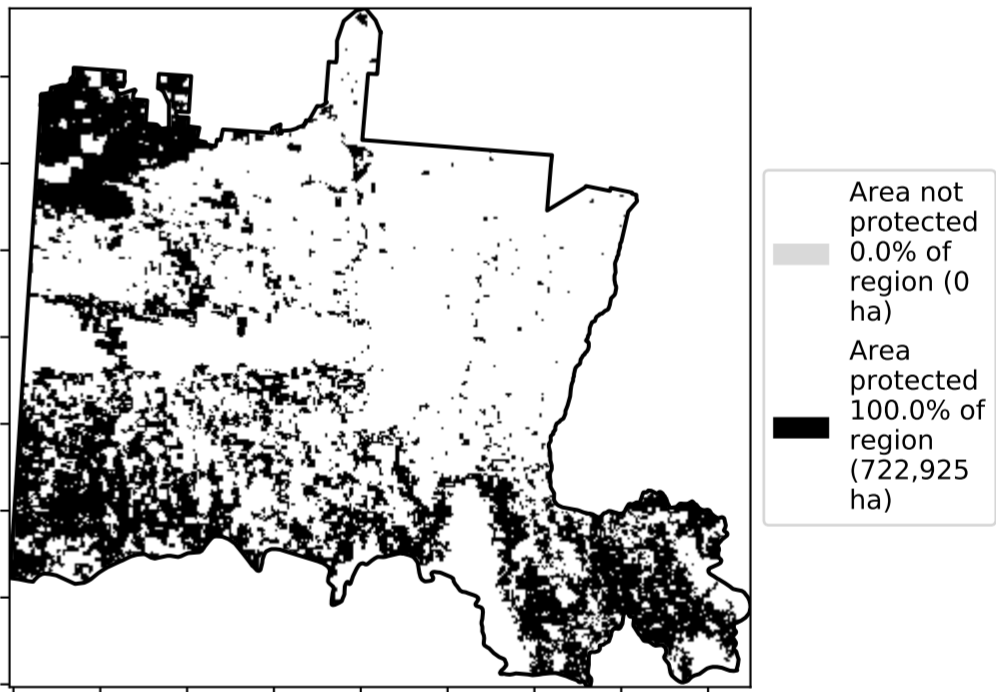 Area not
protected
0.0% of
region (0
ha)
Area
protected
100.0% of
region
(722,925
ha)